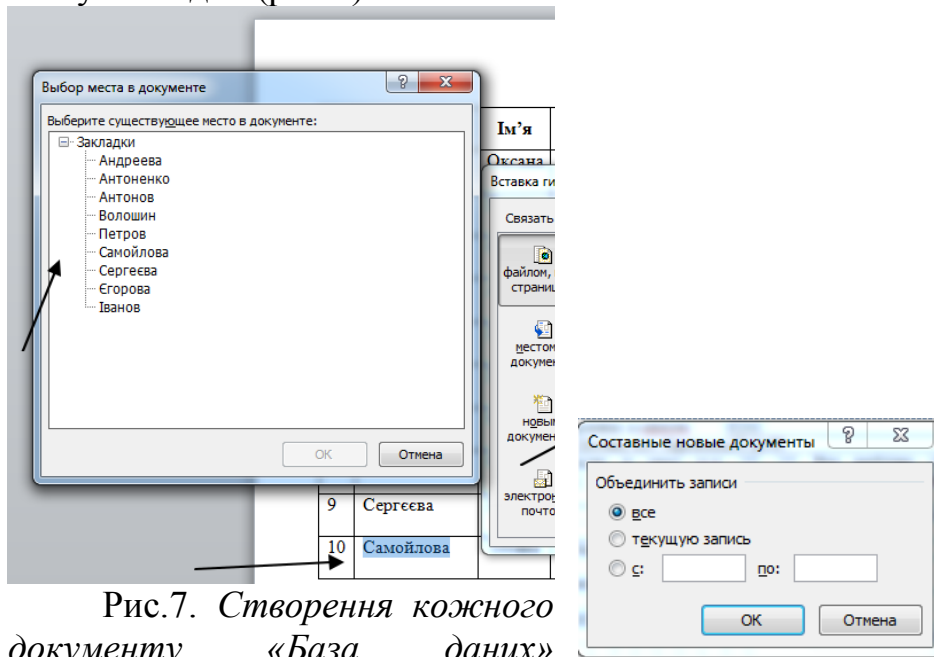 Выбор места в документе
Выберите существующее место в документе:
Закладки
Андреева
Антоненко
Антонов
Волошин
Петров
Самойлова
Сергеєва
Єгорова
Іванов
ОК
Отмена
Ім’я
Оксана
Вставка ги
Связать
файлом,
страниц
местом
докумен
новым
докумен
электрон
почто
9 Сергєєва
10 Самойлова
Составные новые документы
Объединить записи
все
текущую запись
с: по:
ОК Отмена
Рис.7. Створення кожного
документу «База даних»